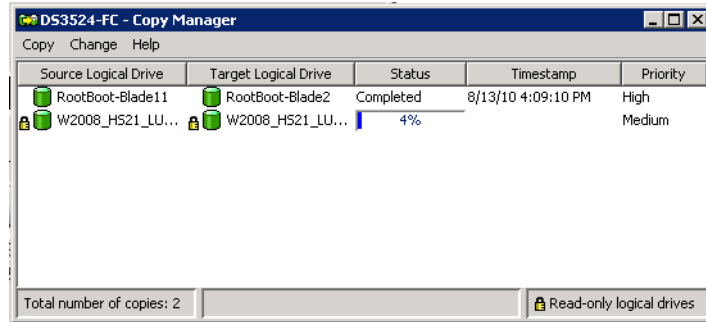 DS3524-FC - Copy Manager
Copy Change Help
Source Logical Drive Target Logical Drive Status Timestamp Priority
RootBoot-Blade11 RootBoot-Blade2 Completed 8/13/10 4:09:10 PM High
W2008_HS21_LU... W2008_HS21_LU... 4% Medium
Total number of copies: 2 Read-only logical drives